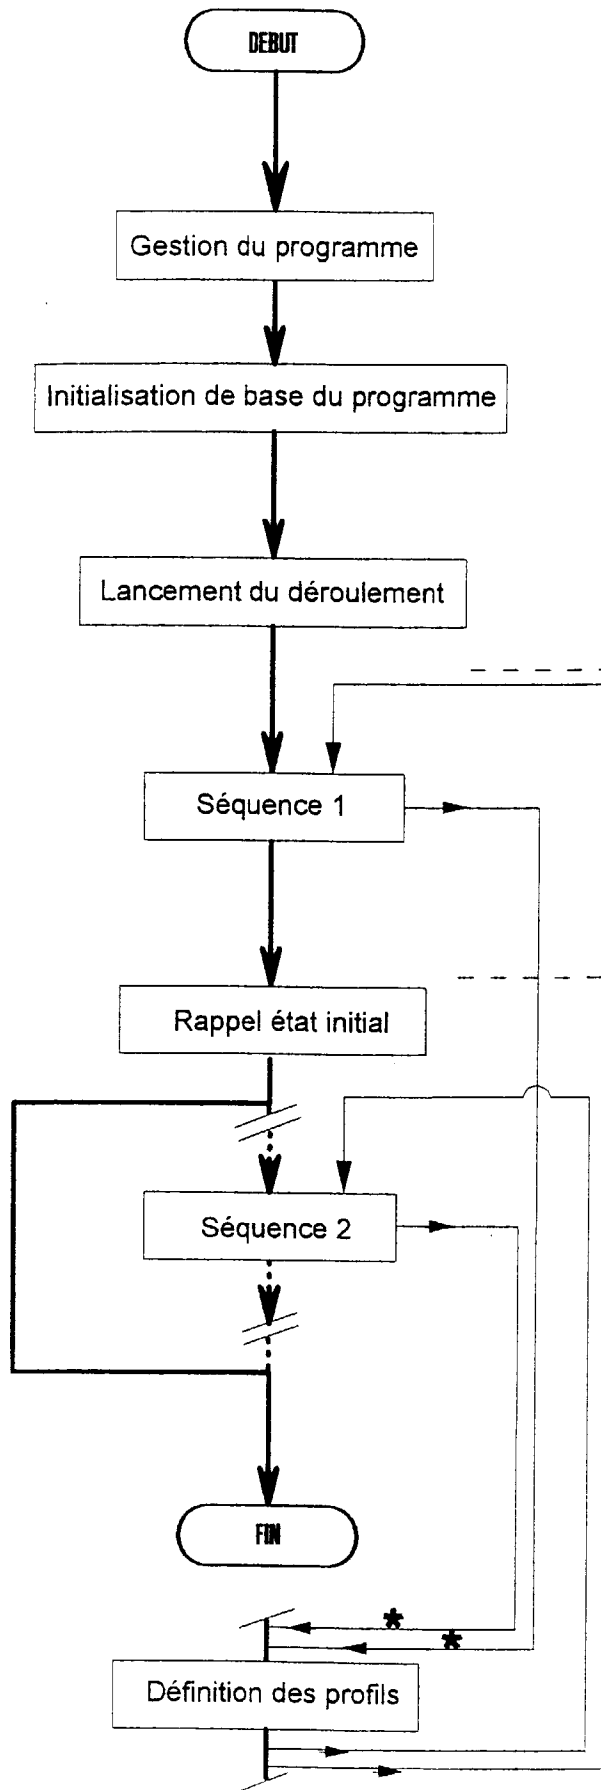 DEBUT
Gestion du programme
Initialisation de base du programme
Lancement du déroulement
Séquence 1
Rappel état initial
Séquence 2
FIN
*
*
Définition des profils